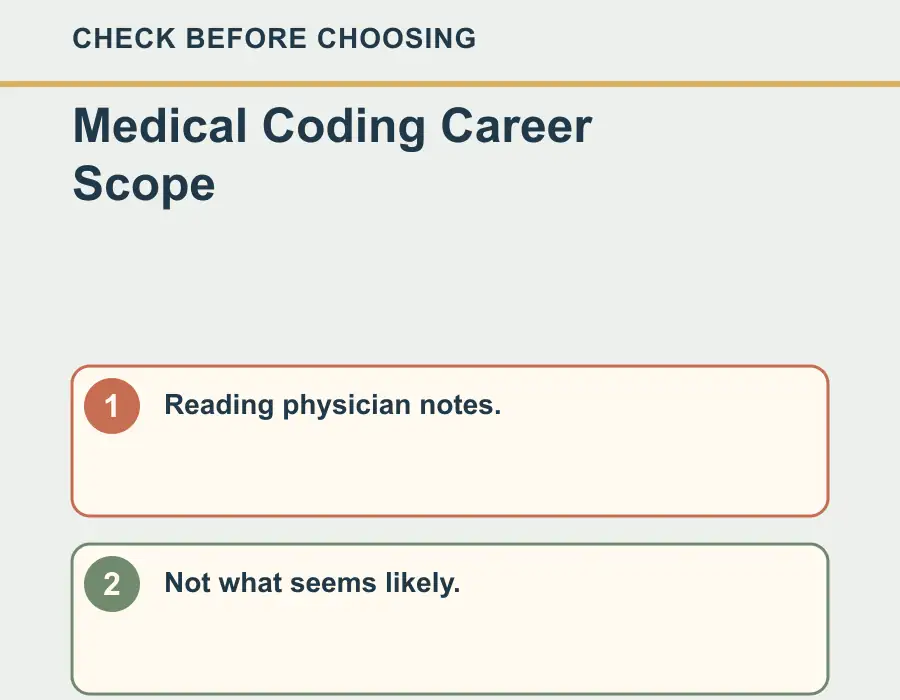 CHECK BEFORE CHOOSING
Medical Coding Career
Scope
1
Reading physician notes.
2
Not what seems likely.